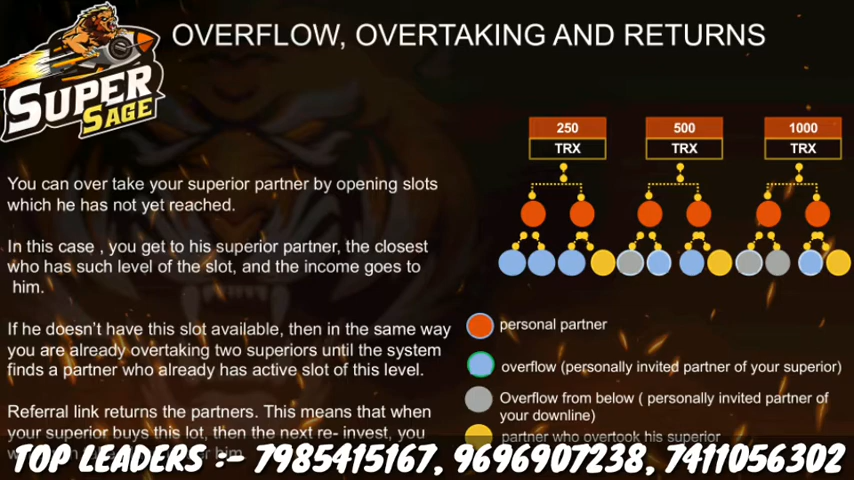 SUPER
SAGE
OVERFLOW, OVERTAKING AND RETURNS
250
TRX
500
TRX
1000
TRX
You can over take your superior partner by opening slots
which he has not yet reached.
In this case , you get to his superior partner, the closest
who has such level of the slot, and the income goes to
him.
If he doesn't have this slot available, then in the same way
you are already overtaking two superiors until the system
finds a partner who already has active slot of this level.
Referral link returns the partners. This means that when
your superior buys this lot, then the next re- invest, you
him
personal partner
overflow (personally invited partner of your superior)
Overflow from below ( personally invited partner of
your downline)
partner who overtook his superior
TOP LEADERS :- 7985415167, 9696907238, 7411056302